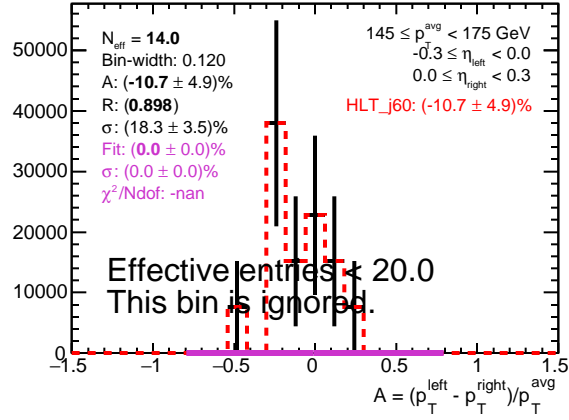 50000
40000
30000
20000
10000
0
N_eff = 14.0
Bin-width: 0.120
A: (-10.7 ± 4.9)%
R: (0.898)
σ: (18.3 ± 3.5)%
Fit: (0.0 ± 0.0)%
σ: (0.0 ± 0.0)%
χ²/Ndof: -nan
145 ≤ p_T^avg < 175 GeV
-0.3 ≤ η_left < 0.0
0.0 ≤ η_right < 0.3
HLT_j60: (-10.7 ± 4.9)%
Effective entries < 20.0
This bin is ignored.
−1.5 −1 −0.5 0 0.5 1 1.5
A = (p_T^left - p_T^right)/p_T^avg